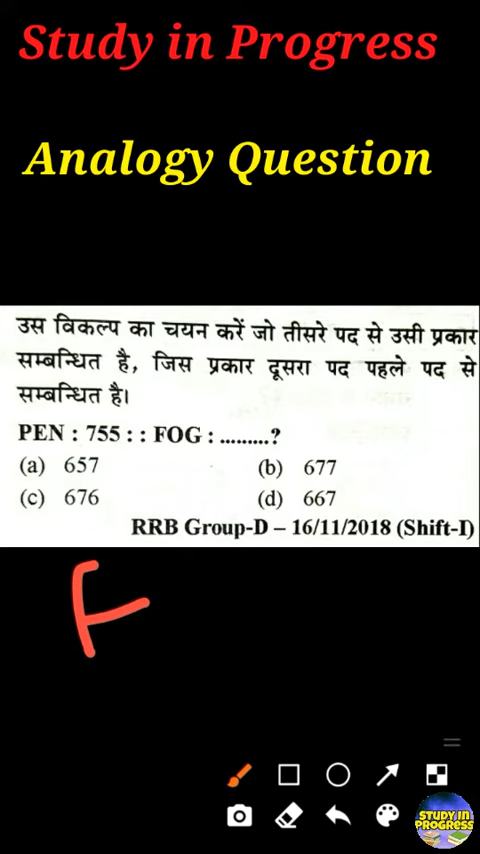 Study in Progress
Analogy Question
उस विकल्प का चयन करें जो तीसरे पद से उसी प्रकार
सम्बन्धित है, जिस प्रकार दूसरा पद पहले पद से
सम्बन्धित है।
PEN : 755 : : FOG : .........?
(a) 657 (b) 677
(c) 676 (d) 667
RRB Group-D – 16/11/2018 (Shift-I)
F
STUDY IN
PROGRESS